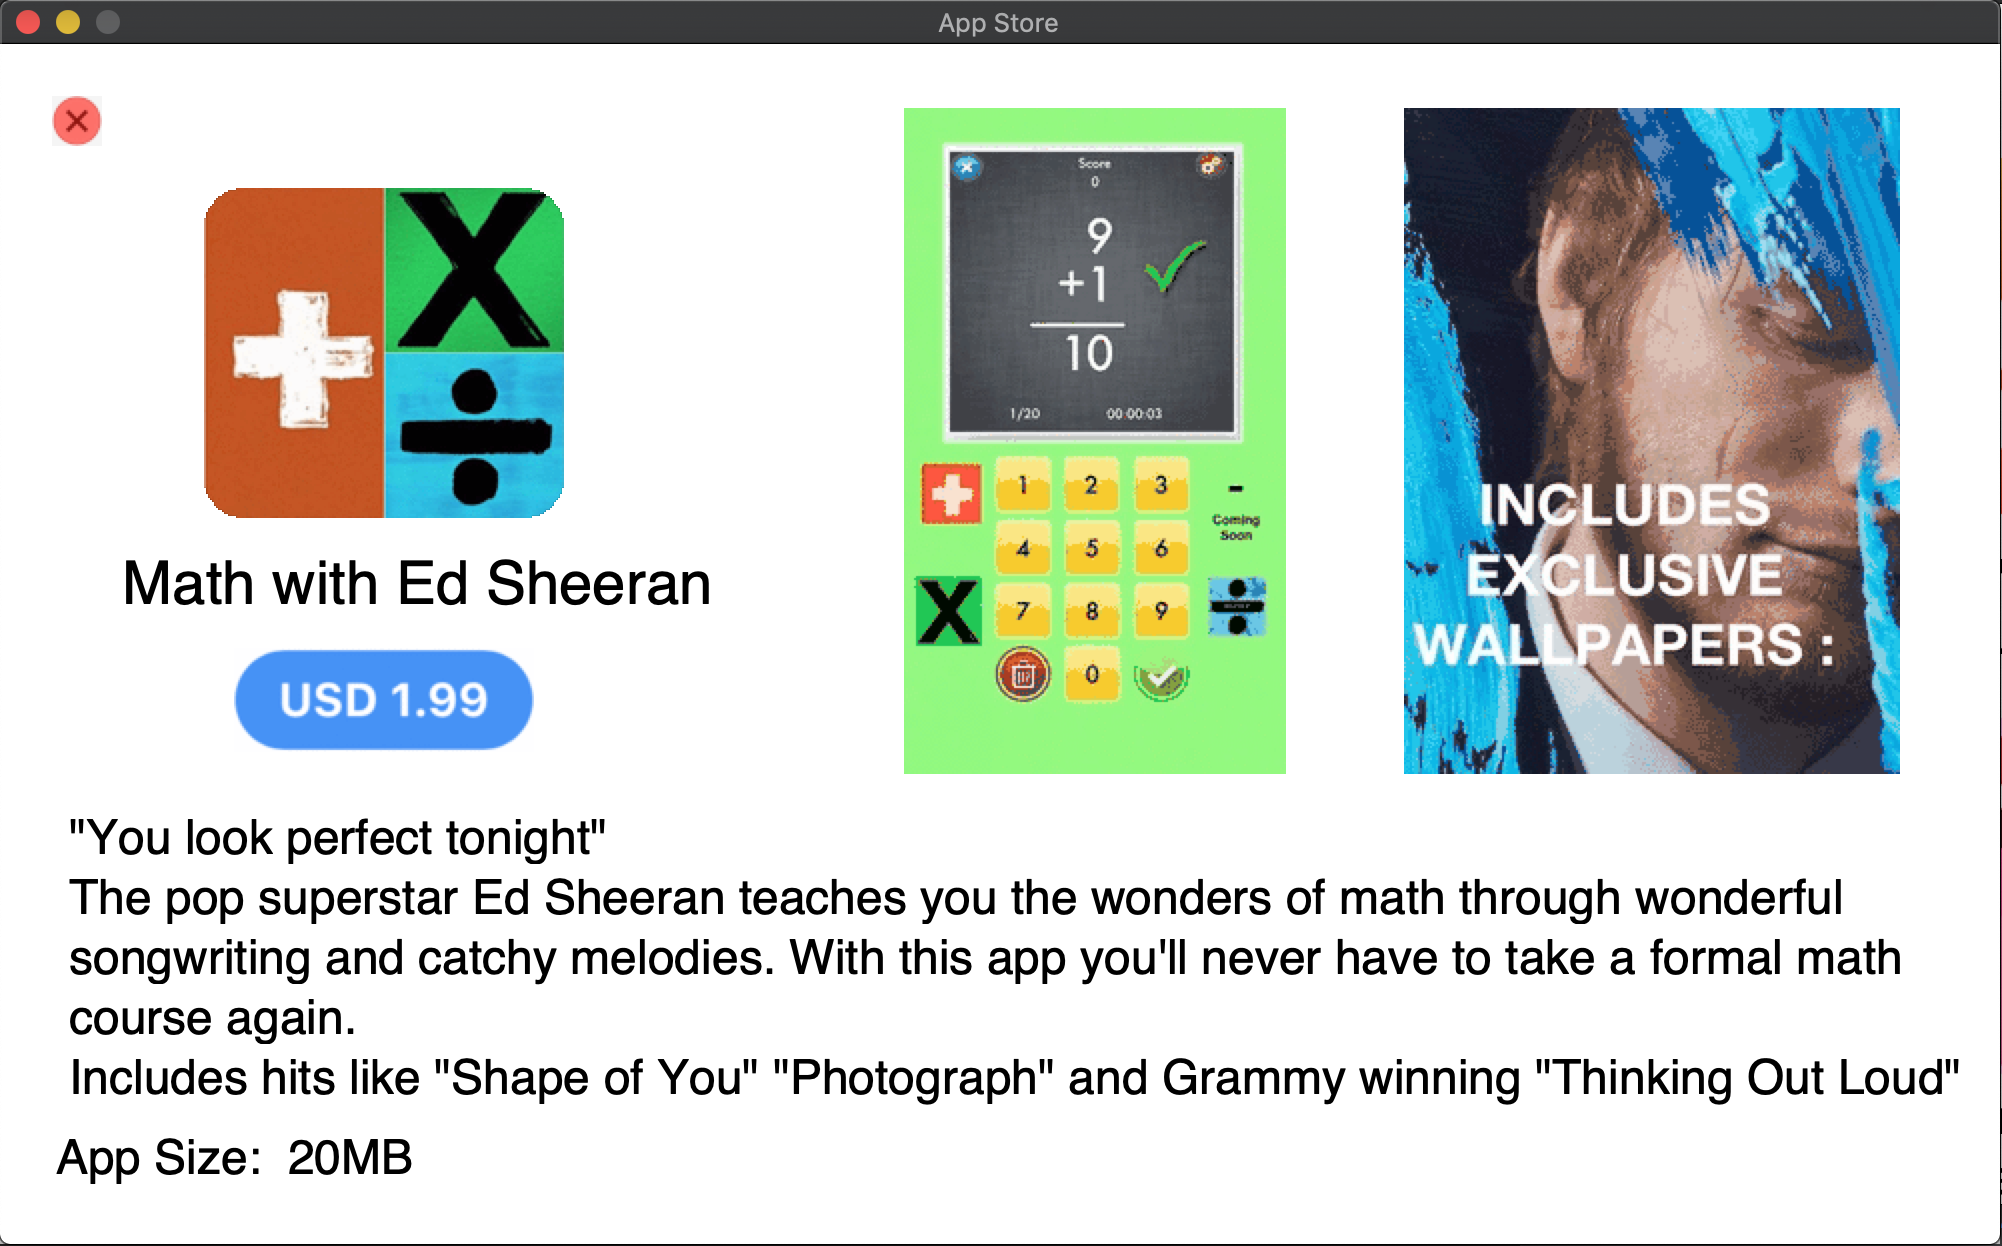 App Store
Score
0
9
+1
10
1/20 00:00:03
1 2 3 -
Coming
Soon
4 5 6
X 7 8 9 ÷
0
INCLUDES
EXCLUSIVE
WALLPAPERS :
Math with Ed Sheeran
USD 1.99
"You look perfect tonight"
The pop superstar Ed Sheeran teaches you the wonders of math through wonderful
songwriting and catchy melodies. With this app you'll never have to take a formal math
course again.
Includes hits like "Shape of You" "Photograph" and Grammy winning "Thinking Out Loud"
App Size:  20MB